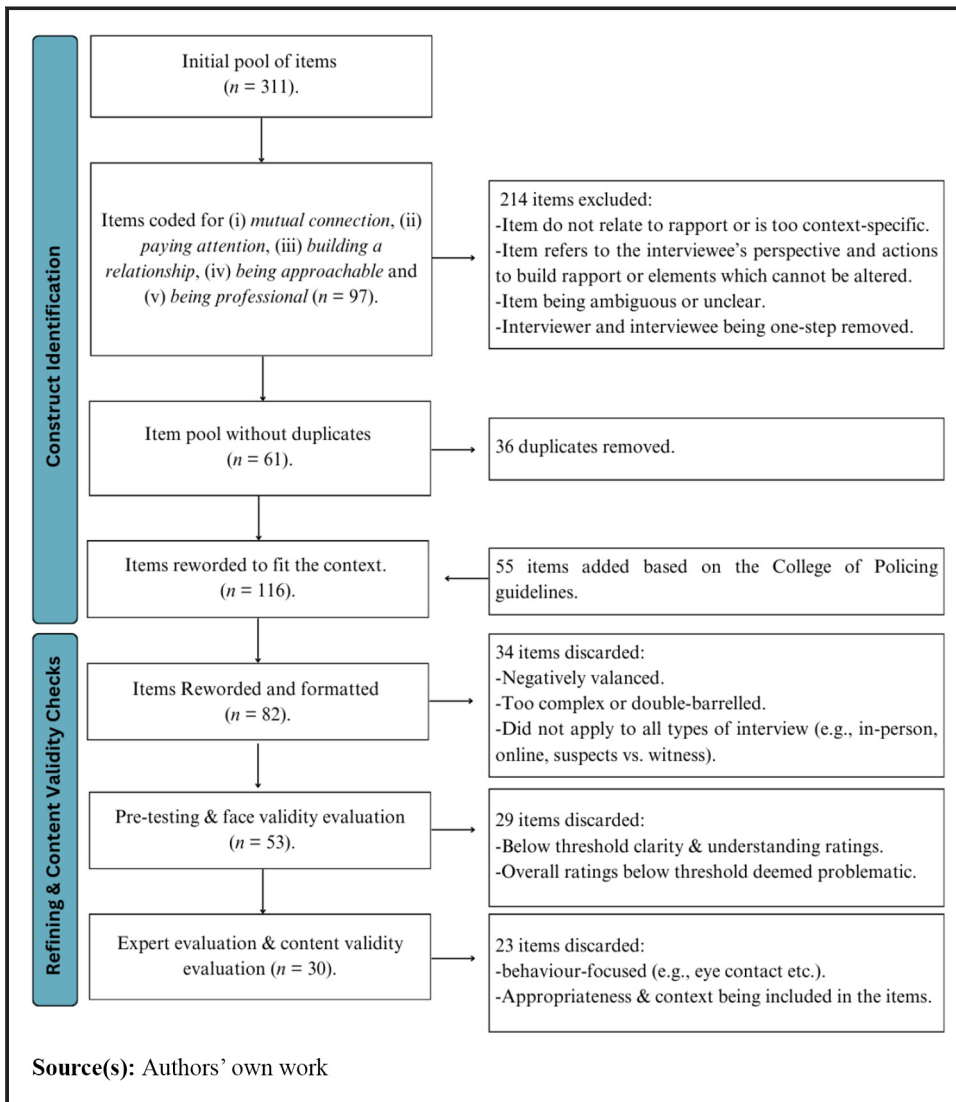 Construct Identification
Initial pool of items
(n = 311).
Items coded for (i) mutual connection, (ii)
paying attention, (iii) building a
relationship, (iv) being approachable and
(v) being professional (n = 97).
214 items excluded:
-Item do not relate to rapport or is too context-specific.
-Item refers to the interviewee's perspective and actions
to build rapport or elements which cannot be altered.
-Item being ambiguous or unclear.
-Interviewer and interviewee being one-step removed.
Item pool without duplicates
(n = 61).
36 duplicates removed.
Items reworded to fit the context.
(n = 116).
55 items added based on the College of Policing
guidelines.
Refining & Content Validity Checks
Items Reworded and formatted
(n = 82).
34 items discarded:
-Negatively valanced.
-Too complex or double-barrelled.
-Did not apply to all types of interview (e.g., in-person,
online, suspects vs. witness).
Pre-testing & face validity evaluation
(n = 53).
29 items discarded:
-Below threshold clarity & understanding ratings.
-Overall ratings below threshold deemed problematic.
Expert evaluation & content validity
evaluation (n = 30).
23 items discarded:
-behaviour-focused (e.g., eye contact etc.).
-Appropriateness & context being included in the items.
Source(s): Authors' own work